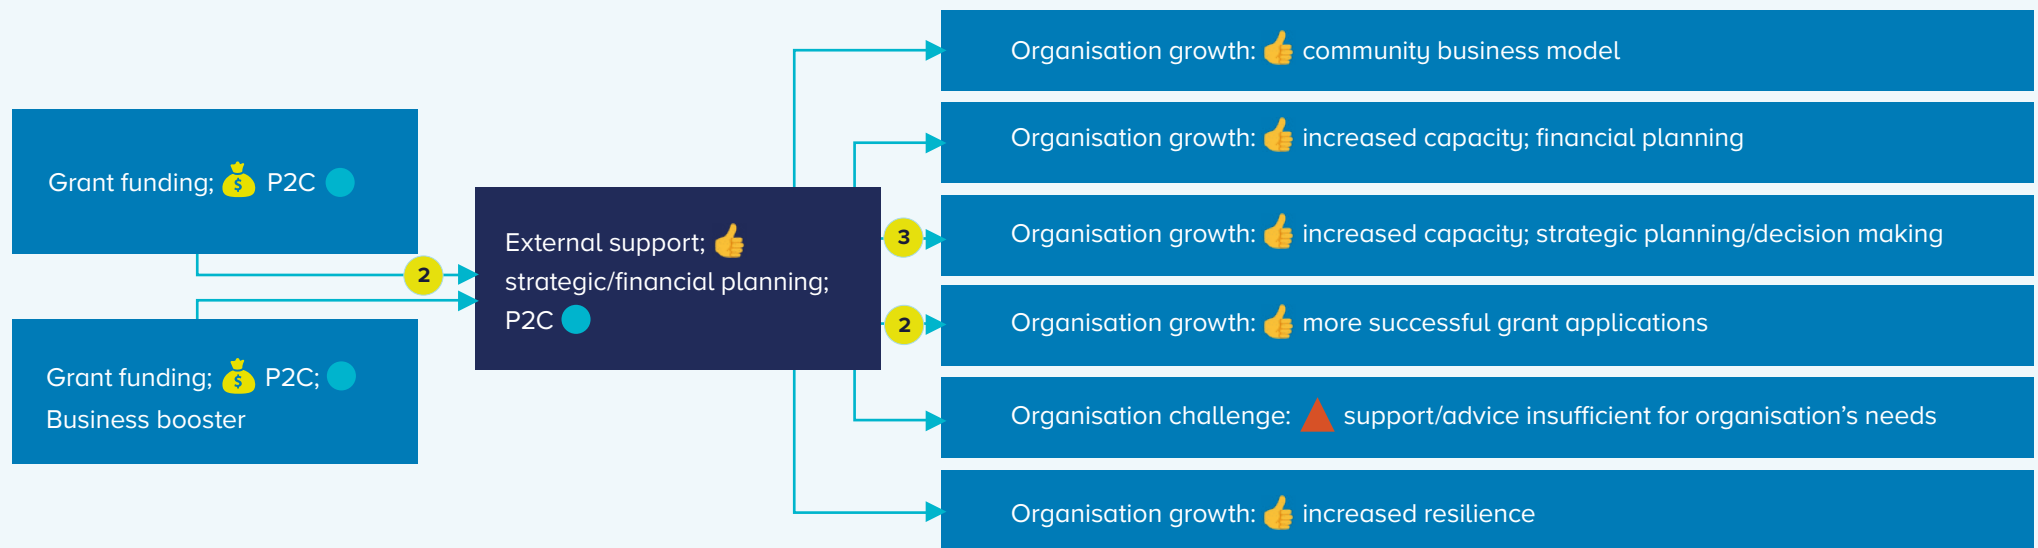 Grant funding; P2C
Grant funding; P2C;
Business booster
2
External support;
strategic/financial planning;
P2C
3
2
Organisation growth: community business model
Organisation growth: increased capacity; financial planning
Organisation growth: increased capacity; strategic planning/decision making
Organisation growth: more successful grant applications
Organisation challenge: support/advice insufficient for organisation's needs
Organisation growth: increased resilience